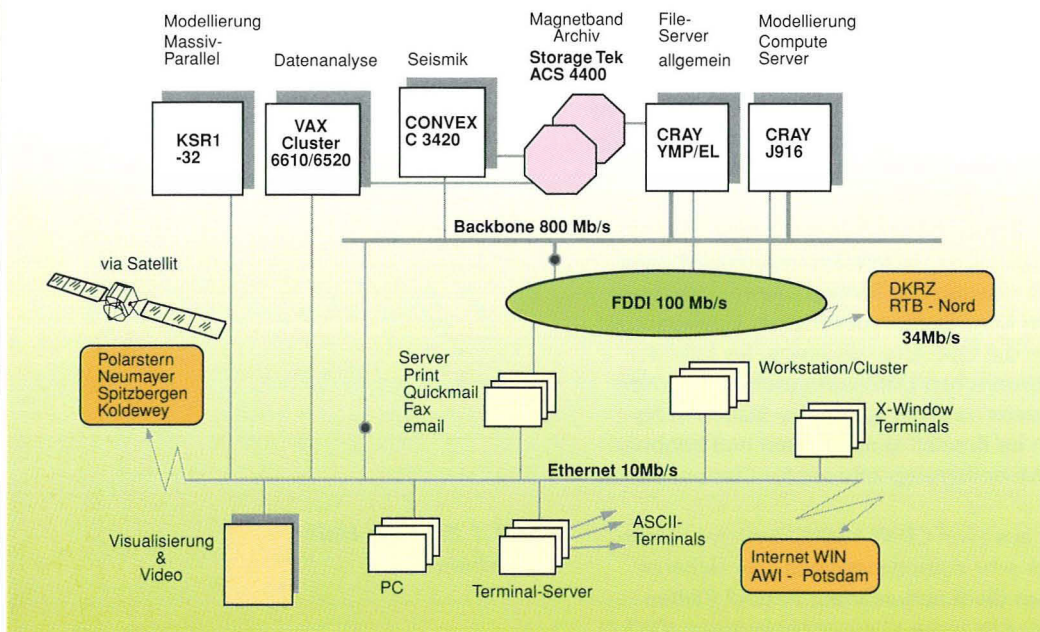 Modellierung
Massiv-
Parallel
Datenanalyse
Seismik
Magnetband
Archiv
Storage Tek
ACS 4400
File-
Server
allgemein
Modellierung
Compute
Server
KSR1
-32
VAX
Cluster
6610/6520
CONVEX
C 3420
CRAY
YMP/EL
CRAY
J916
Backbone 800 Mb/s
via Satellit
FDDI 100 Mb/s
DKRZ
RTB - Nord
34Mb/s
Polarstern
Neumayer
Spitzbergen
Koldewey
Server
Print
Quickmail
Fax
email
Workstation/Cluster
X-Window
Terminals
Ethernet 10Mb/s
Visualisierung
&
Video
PC
Terminal-Server
ASCII-
Terminals
Internet WIN
AWI - Potsdam